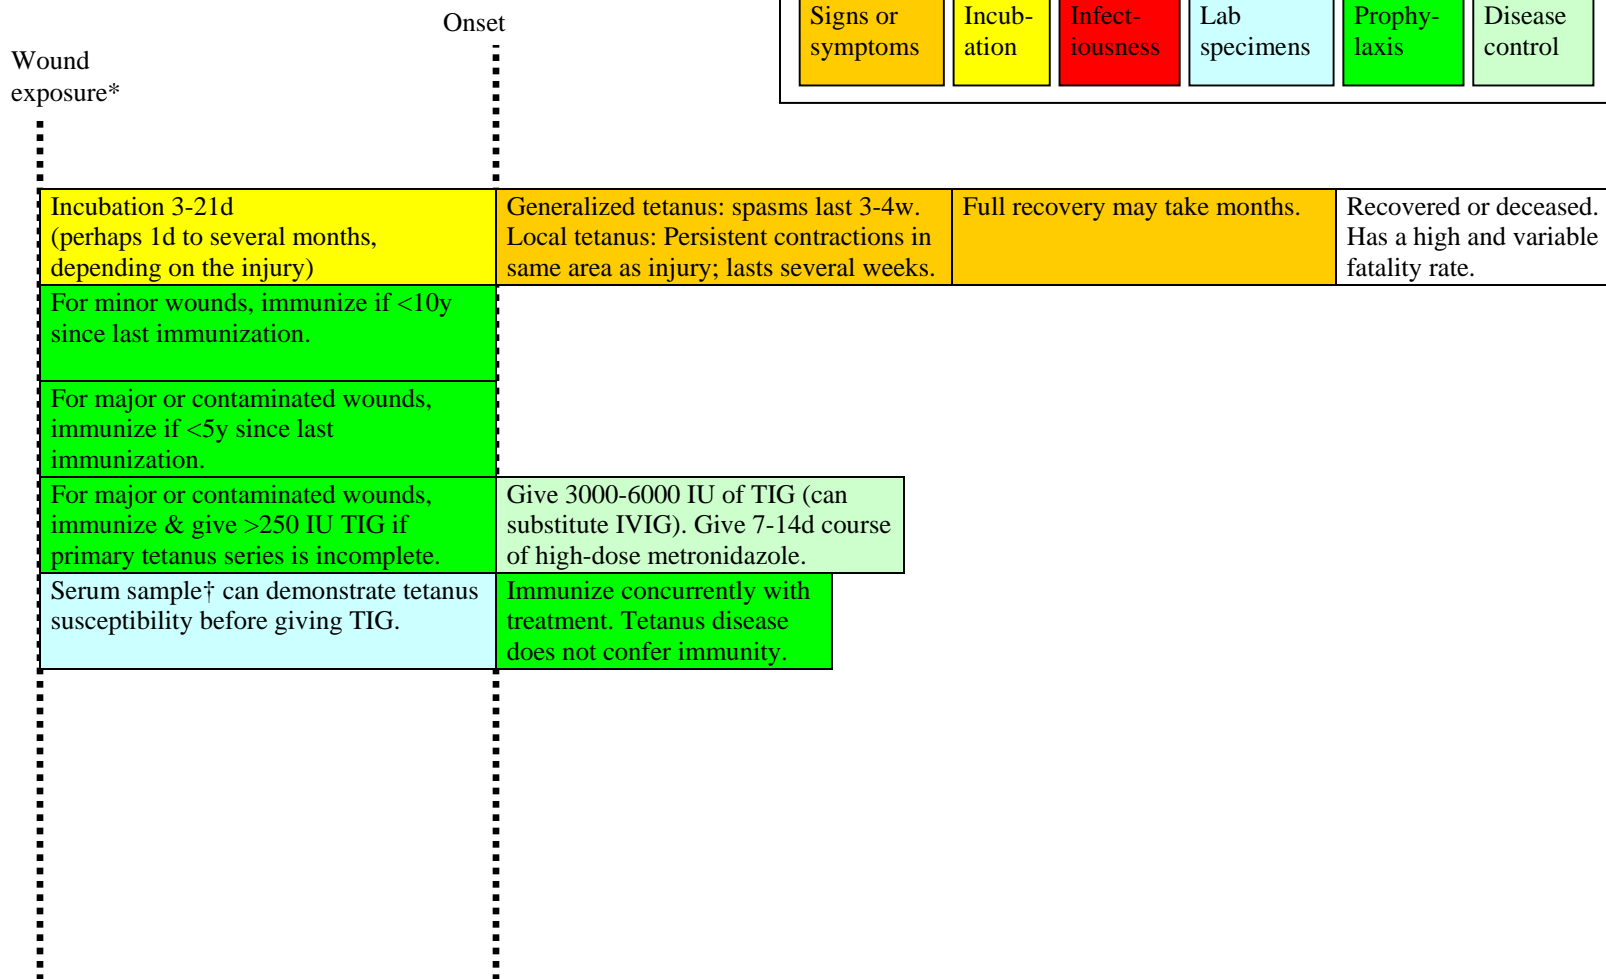 Onset
Wound
exposure*
Signs or
symptoms
Incub-
ation
Infect-
iousness
Lab
specimens
Prophy-
laxis
Disease
control
Incubation 3-21d
(perhaps 1d to several months,
depending on the injury)
Generalized tetanus: spasms last 3-4w.
Local tetanus: Persistent contractions in
same area as injury; lasts several weeks.
Full recovery may take months.
Recovered or deceased.
Has a high and variable
fatality rate.
For minor wounds, immunize if <10y
since last immunization.
For major or contaminated wounds,
immunize if <5y since last
immunization.
For major or contaminated wounds,
immunize & give >250 IU TIG if
primary tetanus series is incomplete.
Give 3000-6000 IU of TIG (can
substitute IVIG). Give 7-14d course
of high-dose metronidazole.
Serum sample† can demonstrate tetanus
susceptibility before giving TIG.
Immunize concurrently with
treatment. Tetanus disease
does not confer immunity.